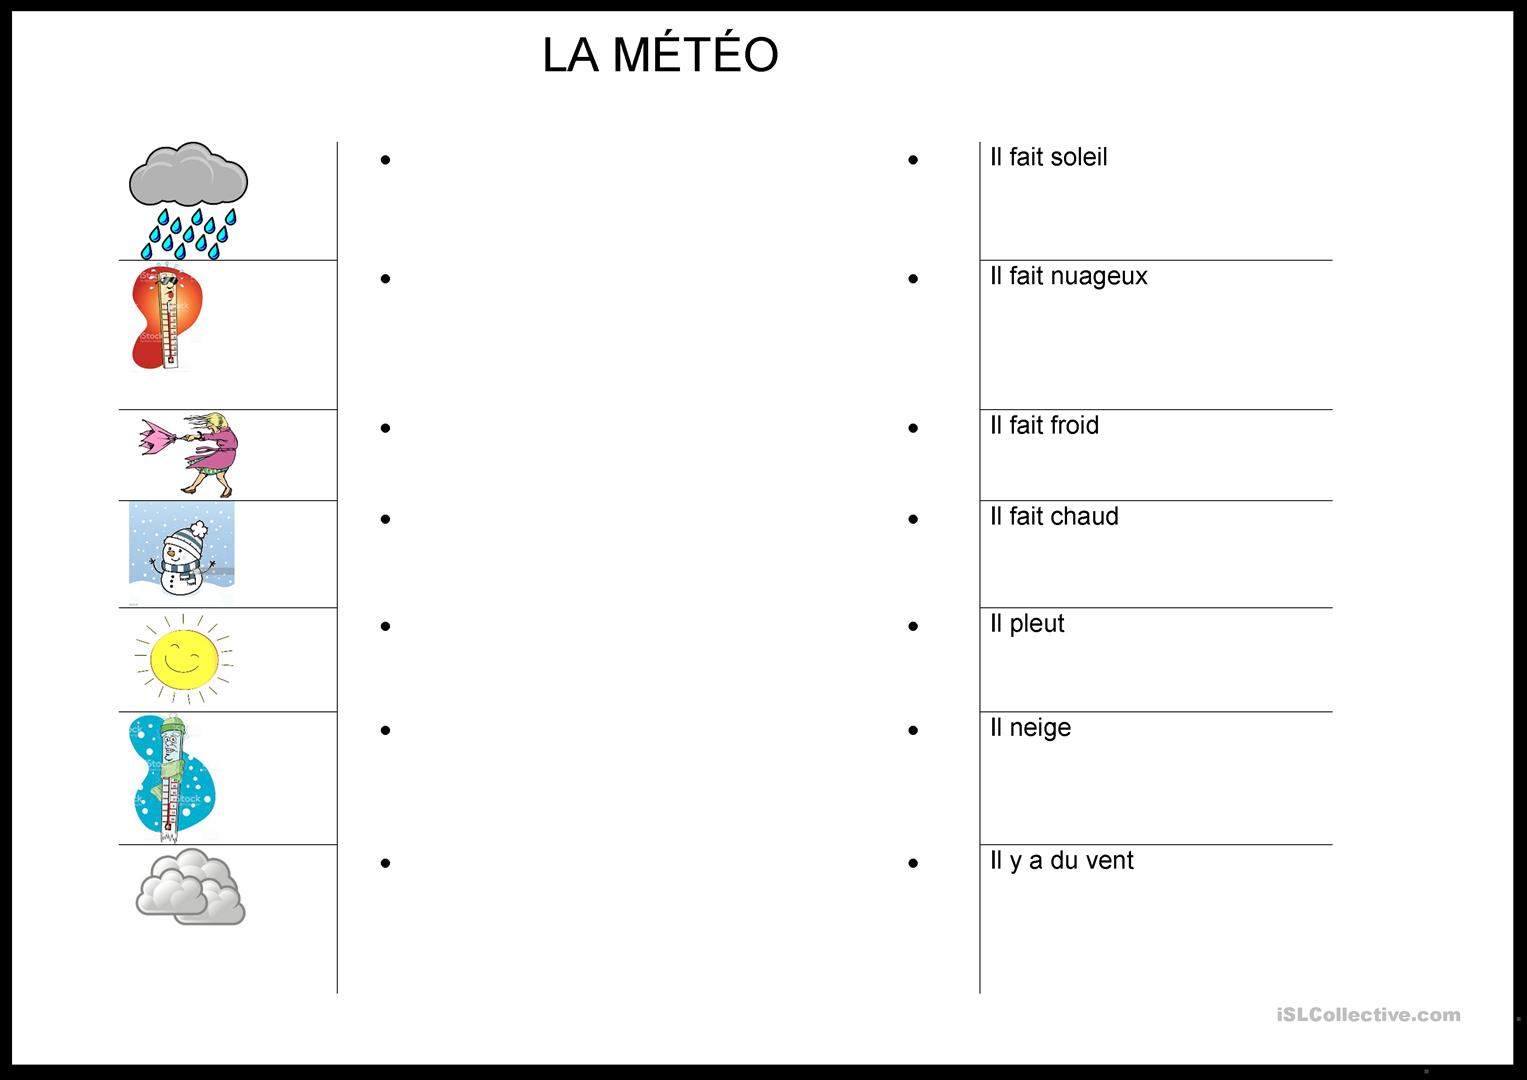 LA MÉTÉO
Il fait soleil
Il fait nuageux
Il fait froid
Il fait chaud
Il pleut
Il neige
Il y a du vent
iSLCollective.com